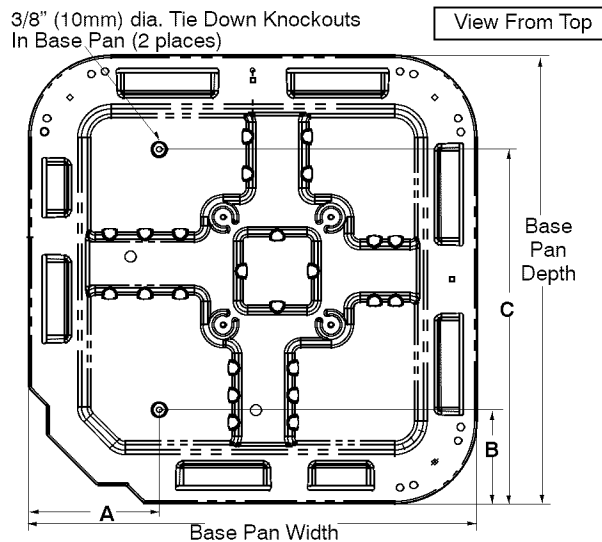 3/8” (10mm) dia. Tie Down Knockouts
In Base Pan (2 places)
View From Top
Base
Pan
Depth
C
B
A
Base Pan Width